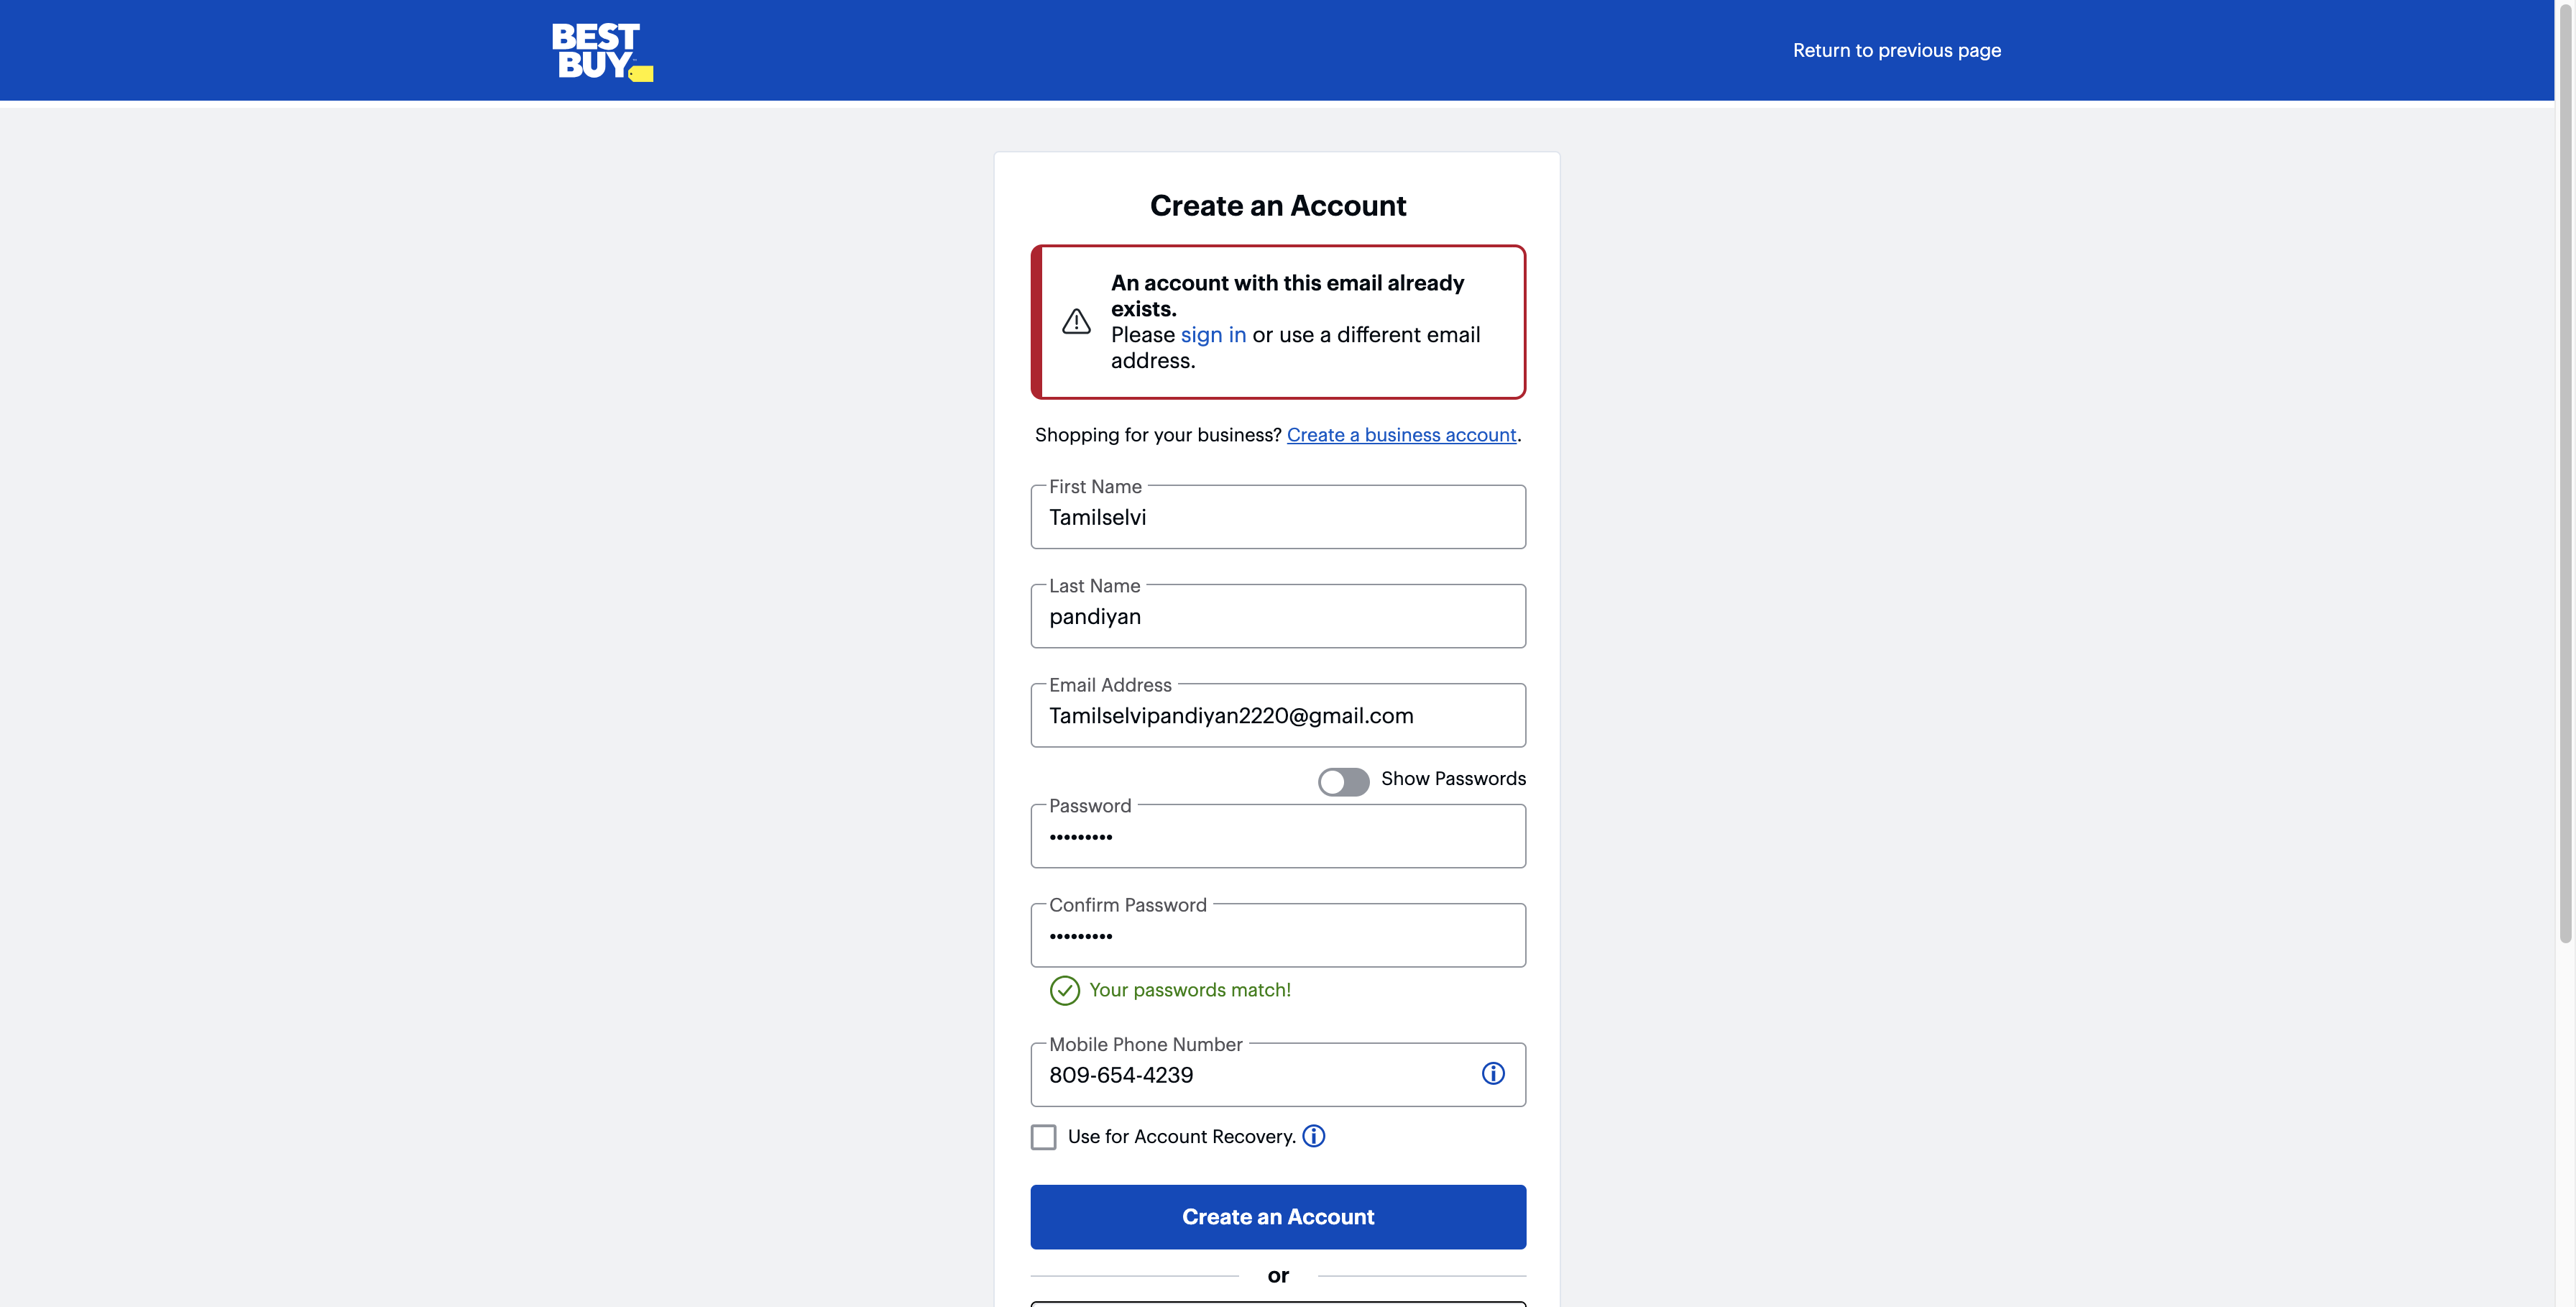 BEST
BUY
Return to previous page
Create an Account
An account with this email already
exists.
Please sign in or use a different email
address.
Shopping for your business? Create a business account.
First Name
Tamilselvi
Last Name
pandiyan
Email Address
Tamilselvipandiyan2220@gmail.com
Show Passwords
Password
•••••••••
Confirm Password
•••••••••
Your passwords match!
Mobile Phone Number
809-654-4239
Use for Account Recovery.
Create an Account
or